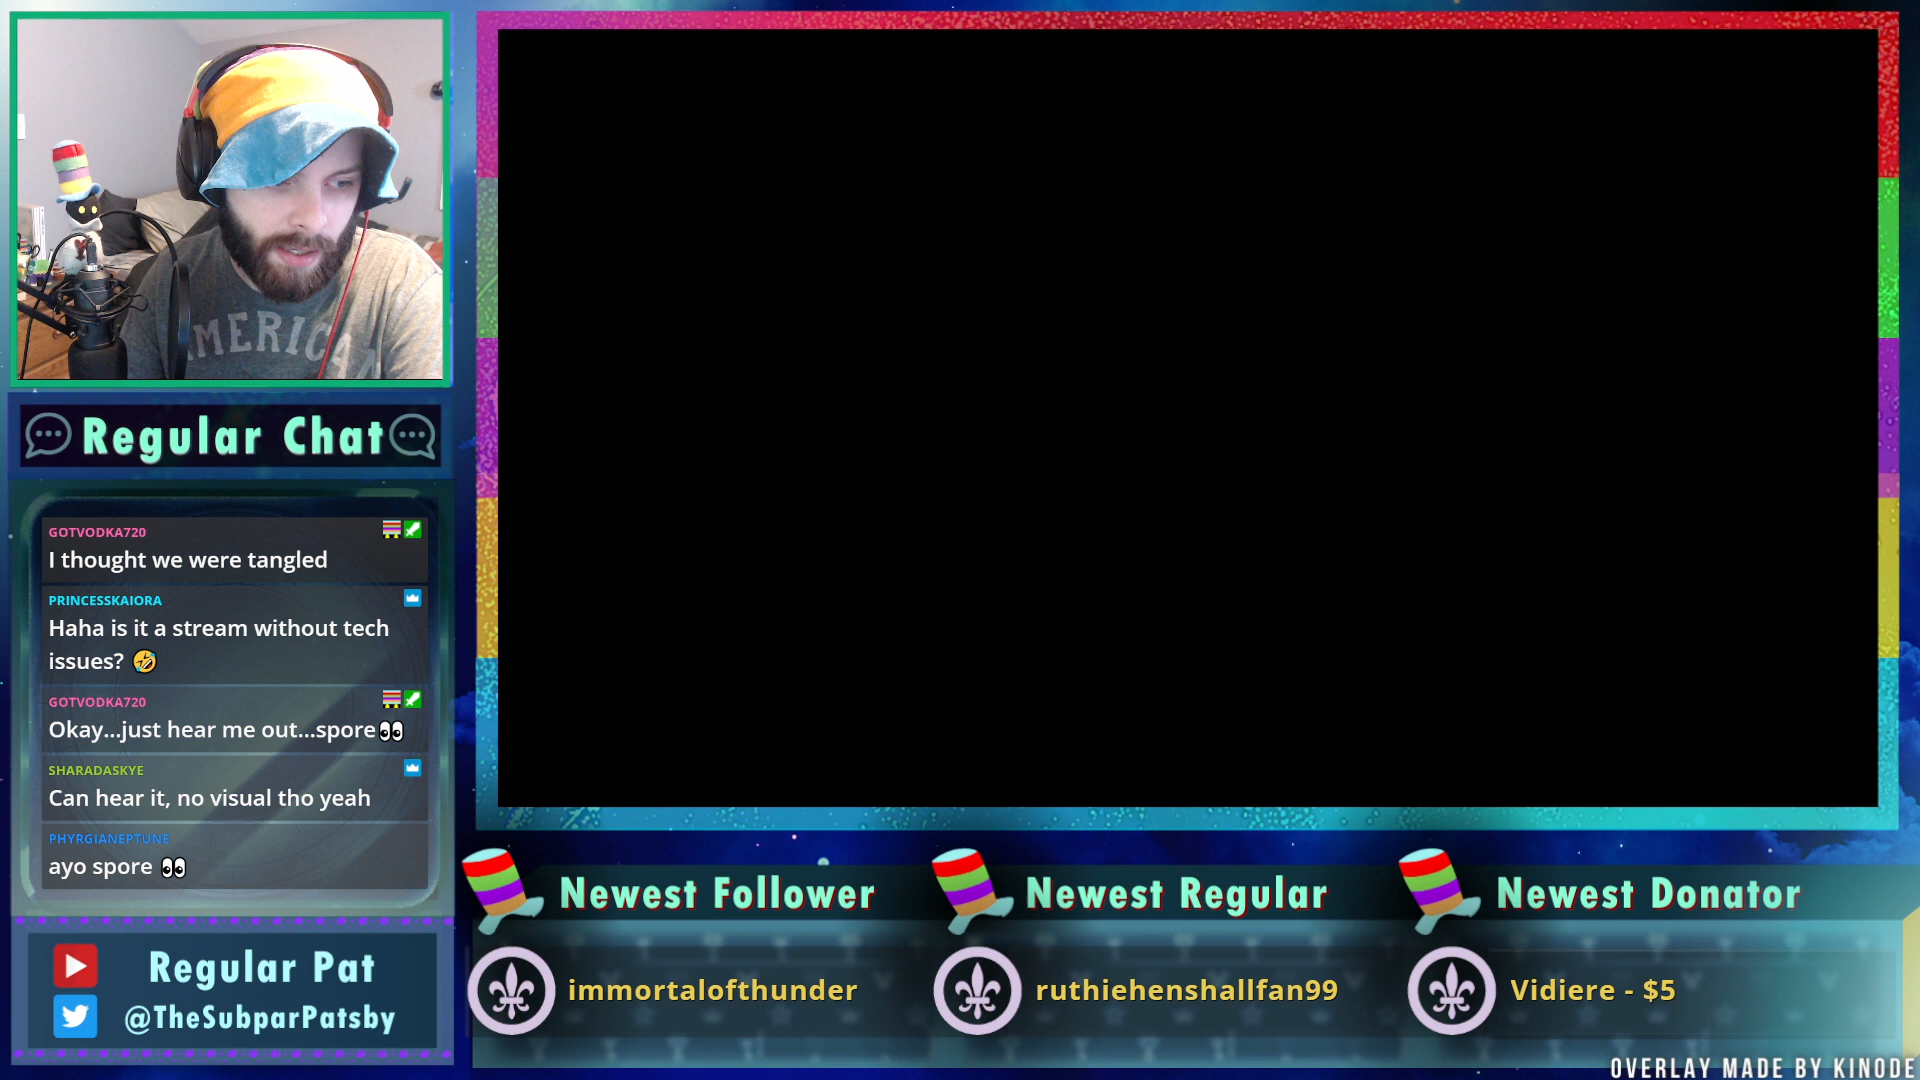 MERICA
Regular Chat
GOTVODKA720
I thought we were tangled
PRINCESSKAIORA
Haha is it a stream without tech
issues? 🤣
GOTVODKA720
Okay...just hear me out...spore👀
SHARADASKYE
Can hear it, no visual tho yeah
PHYRGIANEPTUNE
ayo spore 👀
Regular Pat
@TheSubparPatsby
Newest Follower
immortalofthunder
Newest Regular
ruthiehenshallfan99
Newest Donator
Vidiere - $5
OVERLAY MADE BY KINODE